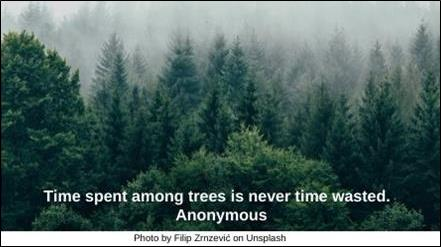 Time spent among trees is never time wasted.
Anonymous
Photo by Filip Zrnzević on Unsplash